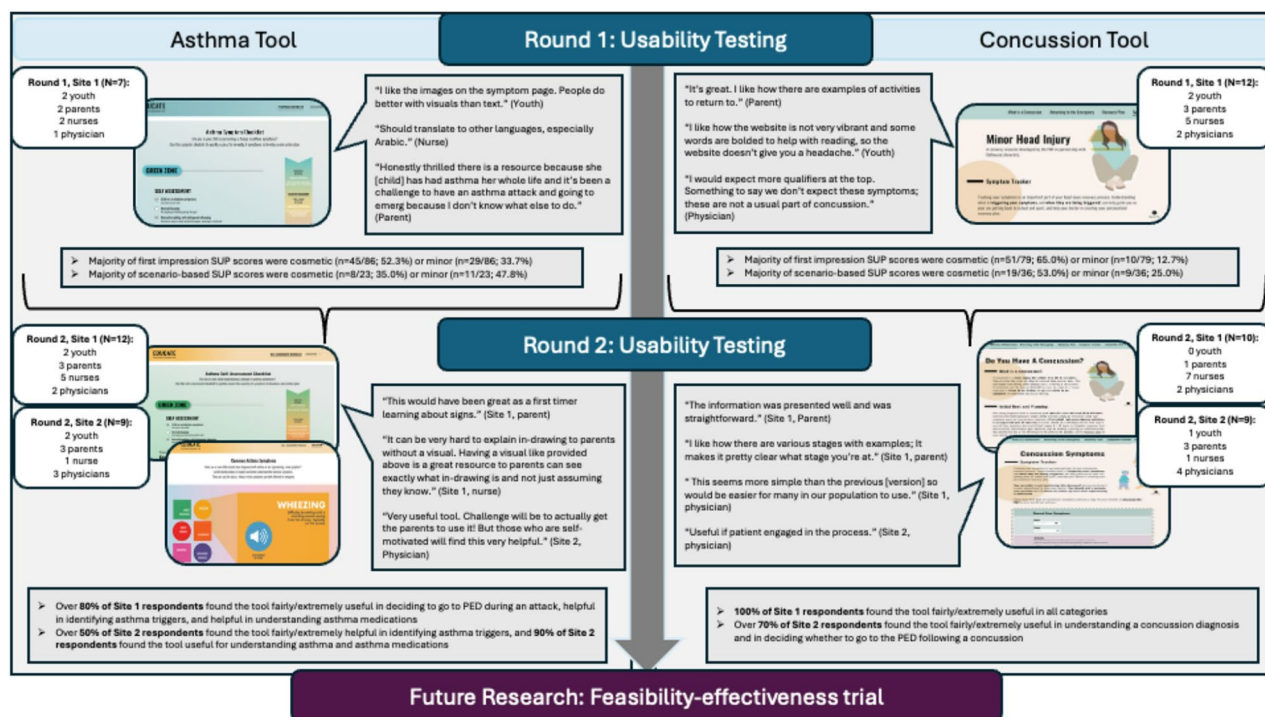 Asthma Tool
Round 1: Usability Testing
Concussion Tool
Round 1, Site 1 (N=7):
2 youth
2 parents
2 nurses
1 physician
Asthma Symptom Checklist
GREEN ZONE
SELF ASSESSMENT
“I like the images on the symptom page. People do
better with visuals than text.” (Youth)
“Should translate to other languages, especially
Arabic.” (Nurse)
“Honestly thrilled there is a resource because she
[child] has had asthma her whole life and it’s been a
challenge to have an asthma attack and going to
emerg because I don’t know what else to do.”
(Parent)
“It’s great. I like how there are examples of activities
to return to.” (Parent)
“I like how the website is not very vibrant and some
words are bolded to help with reading, so the
website doesn’t give you a headache.” (Youth)
“I would expect more qualifiers at the top.
Something to say we don’t expect these symptoms;
these are not a usual part of concussion.”
(Physician)
Minor Head Injury
Symptom Tracker
Round 1, Site 1 (N=12):
2 youth
3 parents
5 nurses
2 physicians
➢ Majority of first impression SUP scores were cosmetic (n=45/86; 52.3%) or minor (n=29/86; 33.7%)
➢ Majority of scenario-based SUP scores were cosmetic (n=8/23; 35.0%) or minor (n=11/23; 47.8%)
➢ Majority of first impression SUP scores were cosmetic (n=51/79; 65.0%) or minor (n=10/79; 12.7%)
➢ Majority of scenario-based SUP scores were cosmetic (n=19/36; 53.0%) or minor (n=9/36; 25.0%)
Round 2: Usability Testing
Round 2, Site 1 (N=12):
2 youth
3 parents
5 nurses
2 physicians
Round 2, Site 2 (N=9):
2 youth
3 parents
1 nurse
3 physicians
EDUCATE
Asthma Self-Assessment Checklist
GREEN ZONE
SELF ASSESSMENT
Common Asthma Symptoms
WHEEZING
“This would have been great as a first timer
learning about signs.” (Site 1, parent)
“It can be very hard to explain in-drawing to parents
without a visual. Having a visual like provided
above is a great resource to parents can see
exactly what in-drawing is and not just assuming
they know.” (Site 1, nurse)
“Very useful tool. Challenge will be to actually get
the parents to use it! But those who are self-
motivated will find this very helpful.” (Site 2,
Physician)
“The information was presented well and was
straightforward.” (Site 1, Parent)
“I like how there are various stages with examples; It
makes it pretty clear what stage you’re at.” (Site 1, parent)
“ This seems more simple than the previous [version] so
would be easier for many in our population to use.” (Site 1,
physician)
“Useful if patient engaged in the process.” (Site 2,
physician)
Do You Have A Concussion?
What is a Concussion
Concussion Symptoms
Symptom Tracker
Round 2, Site 1 (N=10):
0 youth
1 parents
7 nurses
2 physicians
Round 2, Site 2 (N=9):
1 youth
3 parents
1 nurse
4 physicians
➢ Over 80% of Site 1 respondents found the tool fairly/extremely useful in deciding to go to PED during an attack, helpful
in identifying asthma triggers, and helpful in understanding asthma medications
➢ Over 50% of Site 2 respondents found the tool fairly/extremely helpful in identifying asthma triggers, and 90% of Site 2
respondents found the tool useful for understanding asthma and asthma medications
➢ 100% of Site 1 respondents found the tool fairly/extremely useful in all categories
➢ Over 70% of Site 2 respondents found the tool fairly/extremely useful in understanding a concussion diagnosis
and in deciding whether to go to the PED following a concussion
Future Research: Feasibility-effectiveness trial